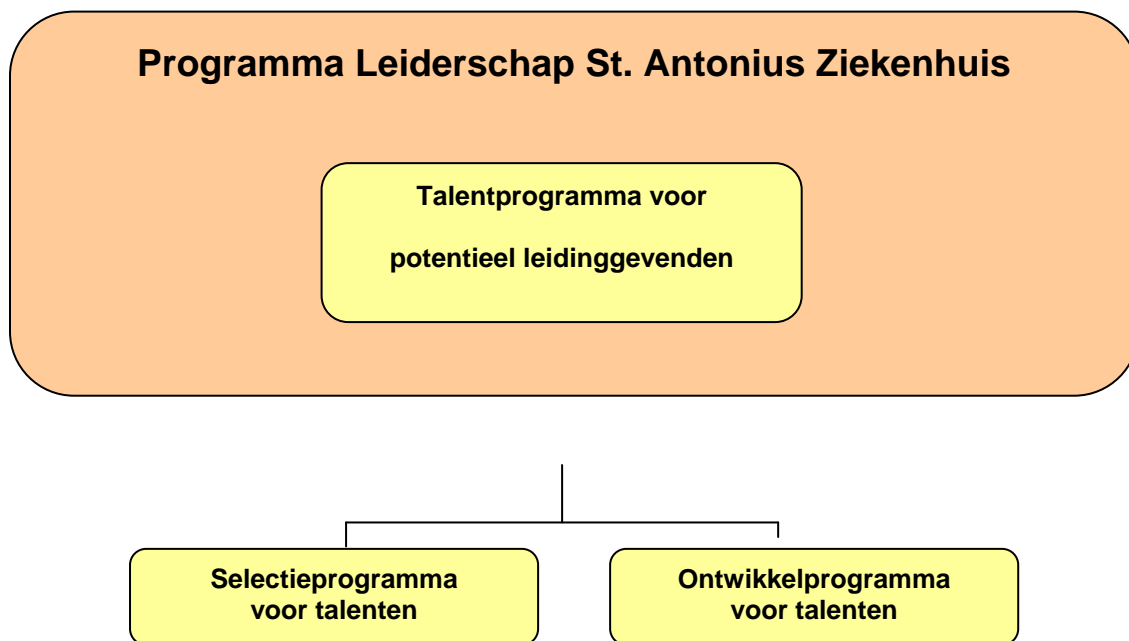 Programma Leiderschap St. Antonius Ziekenhuis
Talentprogramma voor
potentieel leidinggevenden
Selectieprogramma
voor talenten
Ontwikkelprogramma
voor talenten